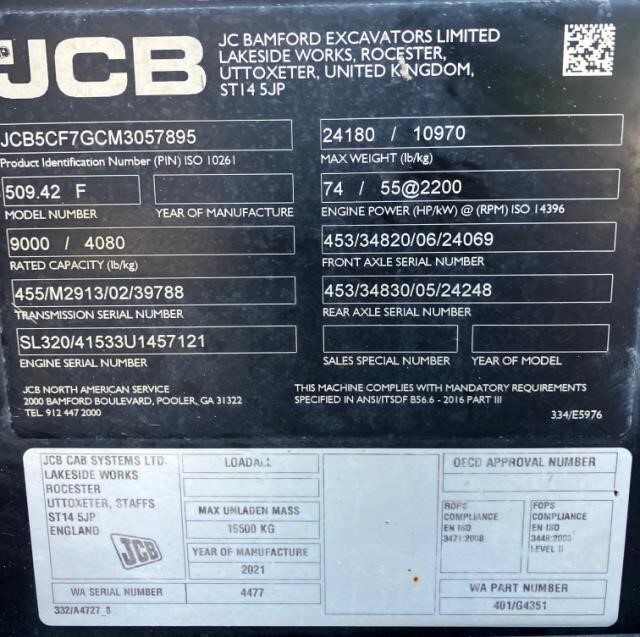 JCB
JC BAMFORD EXCAVATORS LIMITED
LAKESIDE WORKS, ROCESTER,
UTTOXETER, UNITED KINGDOM,
ST14 5JP
JCB5CF7GCM3057895
Product Identification Number (PIN) ISO 10261
24180 / 10970
MAX WEIGHT (lb/kg)
509.42 F
MODEL NUMBER
YEAR OF MANUFACTURE
74 / 55@2200
ENGINE POWER (HP/kW) @ (RPM) ISO 14396
9000 / 4080
RATED CAPACITY (lb/kg)
453/34820/06/24069
FRONT AXLE SERIAL NUMBER
455/M2913/02/39788
TRANSMISSION SERIAL NUMBER
453/34830/05/24248
REAR AXLE SERIAL NUMBER
SL320/41533U1457121
ENGINE SERIAL NUMBER
SALES SPECIAL NUMBER
YEAR OF MODEL
JCB NORTH AMERICAN SERVICE
2000 BAMFORD BOULEVARD, POOLER, GA 31322
TEL. 912 447 2000
THIS MACHINE COMPLIES WITH MANDATORY REQUIREMENTS
SPECIFIED IN ANSI/ITSDF B56.6 - 2016 PART III
334/E5976
JCB CAB SYSTEMS LTD.
LAKESIDE WORKS
ROCESTER
UTTOXETER, STAFFS
ST14 5JP
ENGLAND
JCB
WA SERIAL NUMBER
332/A4727_8
LOADALL
MAX UNLADEN MASS
15500 KG
YEAR OF MANUFACTURE
2021
4477
OECD APPROVAL NUMBER
ROPS
COMPLIANCE
EN ISO
3471:2008
FOPS
COMPLIANCE
EN ISO
3449:2008
LEVEL II
WA PART NUMBER
401/G4351